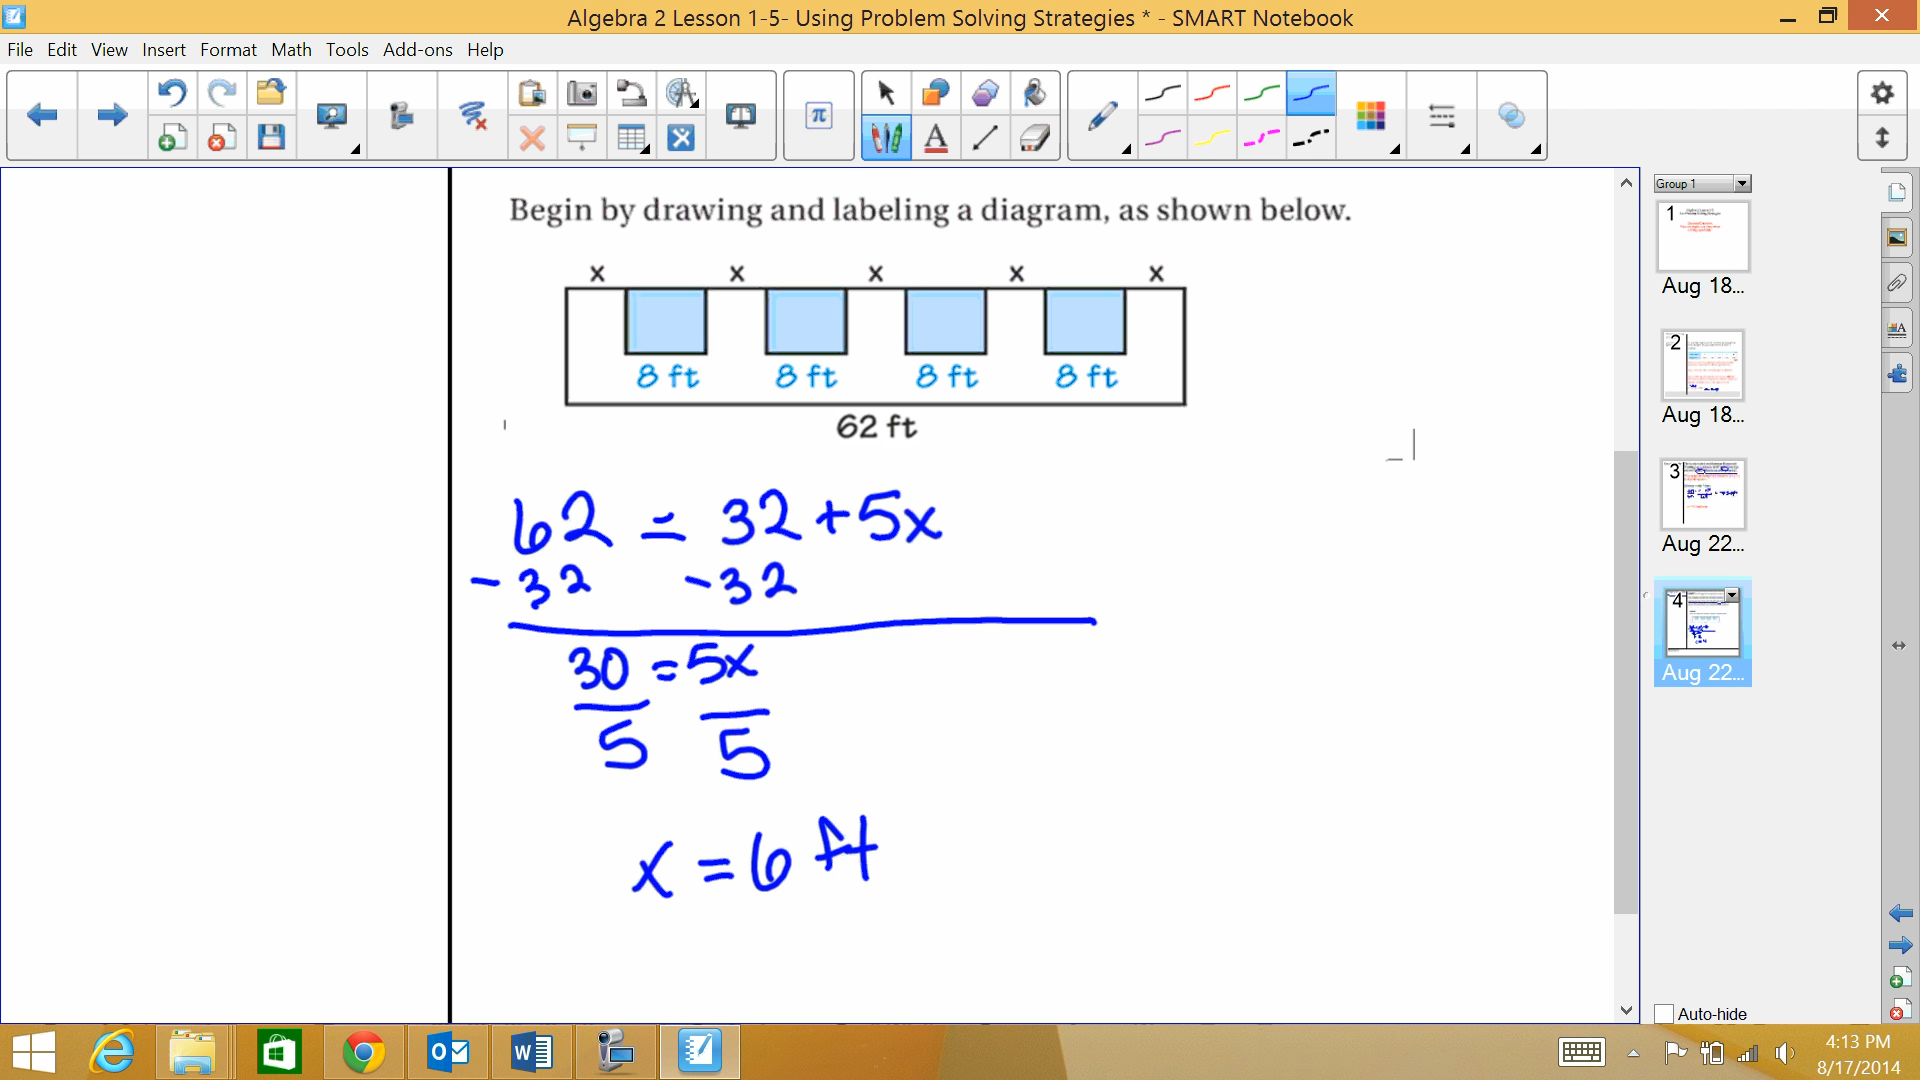 Algebra 2 Lesson 1-5- Using Problem Solving Strategies * - SMART Notebook
File Edit View Insert Format Math Tools Add-ons Help
Group 1
Begin by drawing and labeling a diagram, as shown below.
x x x x x
8 ft 8 ft 8 ft 8 ft
62 ft
62 = 32 + 5x
- 32 - 32
30 = 5x
5 5
x = 6 ft
1
Aug 18...
2
Aug 18...
3
Aug 22...
4
Aug 22...
Auto-hide
4:13 PM
8/17/2014